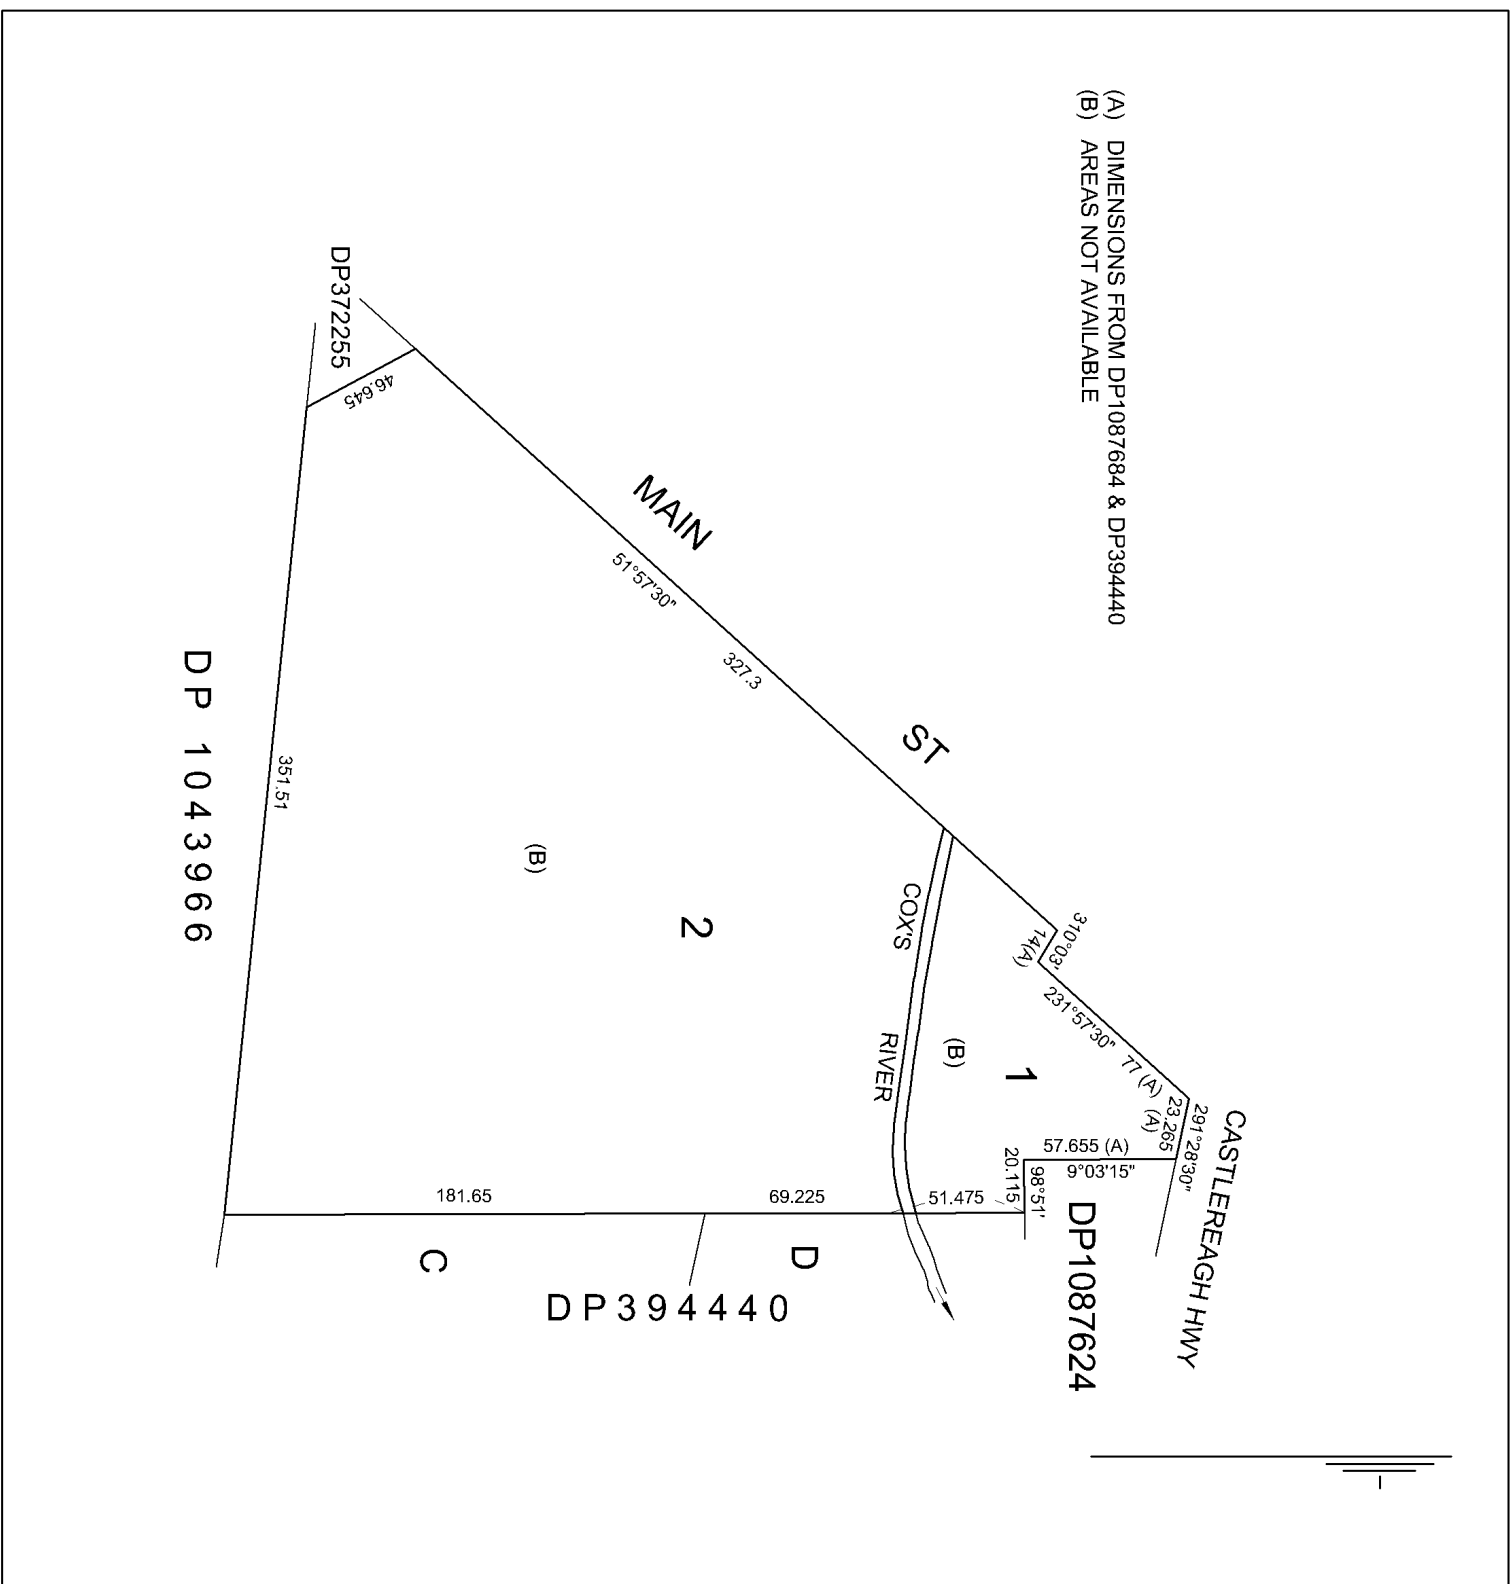 (A) DIMENSIONS FROM DP1087684 & DP394440
(B) AREAS NOT AVAILABLE
DP372255
46.645
MAIN
ST
51°57'30"
327.3
310°03'
14(A)
231°57'30"
77 (A)
CASTLEREAGH HWY
291°28'30"
23.265
(A)
57.655 (A)
9°03'15"
DP1087624
98°51'
20.115
1
(B)
COX'S
RIVER
51.475
69.225
181.65
2
(B)
351.51
DP 1043966
C
D
DP394440